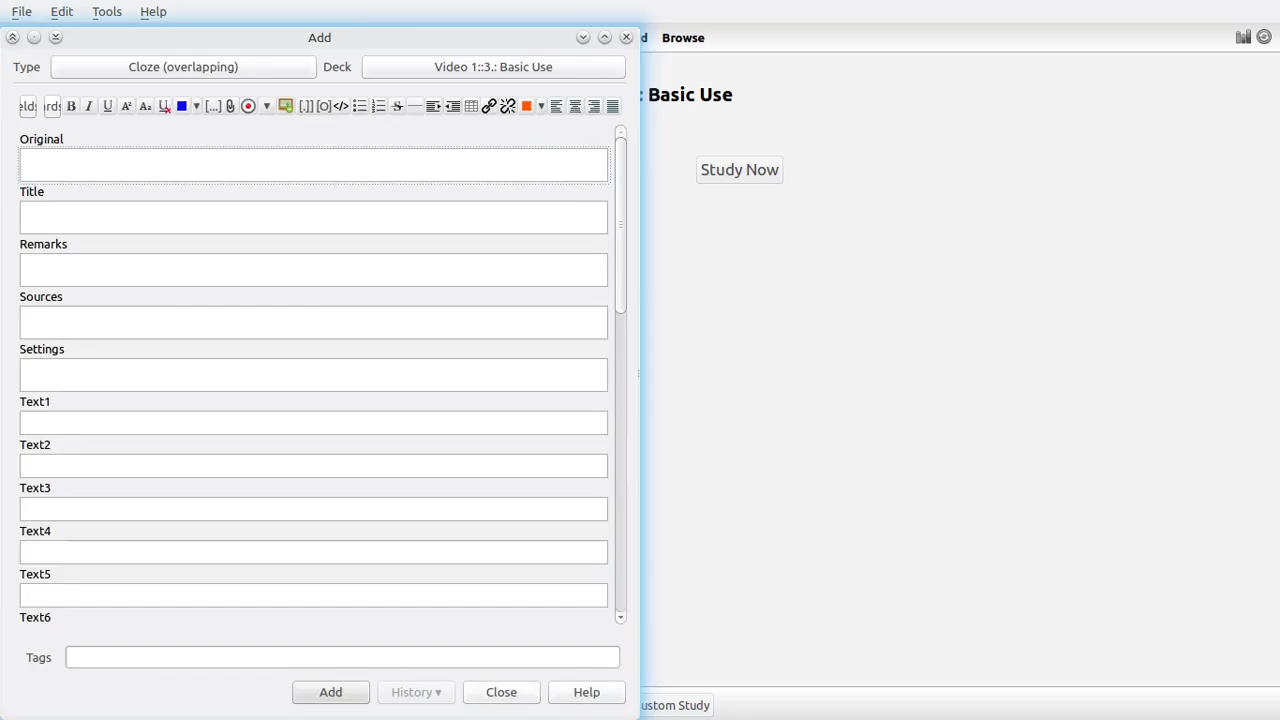 File Edit Tools Help
Add
d Browse
Type Cloze (overlapping) Deck Video 1::3.: Basic Use
: Basic Use
Study Now
Original
Title
Remarks
Sources
Settings
Text1
Text2
Text3
Text4
Text5
Text6
Tags
Add History ▾ Close Help
ustom Study